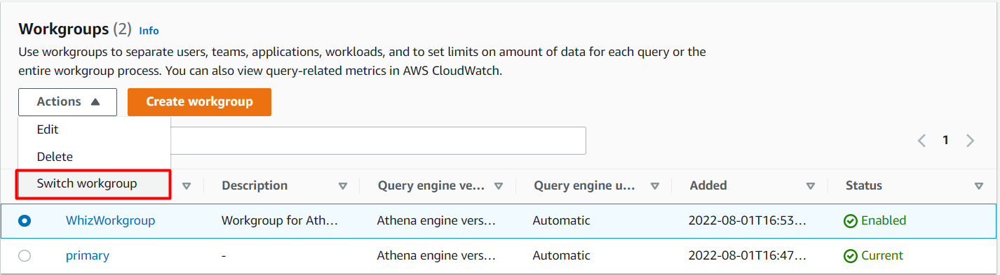 Workgroups (2) Info
Use workgroups to separate users, teams, applications, workloads, and to set limits on amount of data for each query or the
entire workgroup process. You can also view query-related metrics in AWS CloudWatch.
Actions Create workgroup
Edit
1
Delete
Switch workgroup Description Query engine ve... Query engine u... Added Status
WhizWorkgroup Workgroup for Ath... Athena engine vers... Automatic 2022-08-01T16:53... Enabled
primary - Athena engine vers... Automatic 2022-08-01T16:47... Current